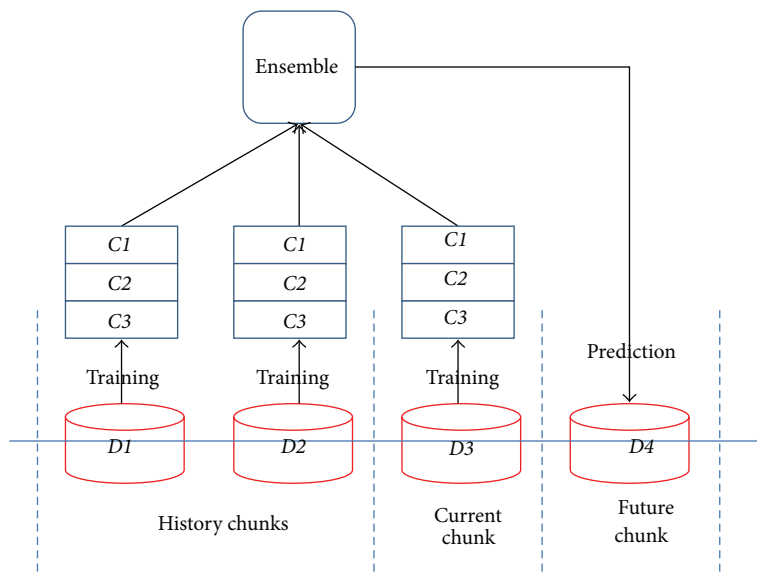 Ensemble
C1 C1 C1
C2 C2 C2
C3 C3 C3
Prediction
Training Training Training
D1 D2 D3 D4
History chunks
Current
chunk
Future
chunk